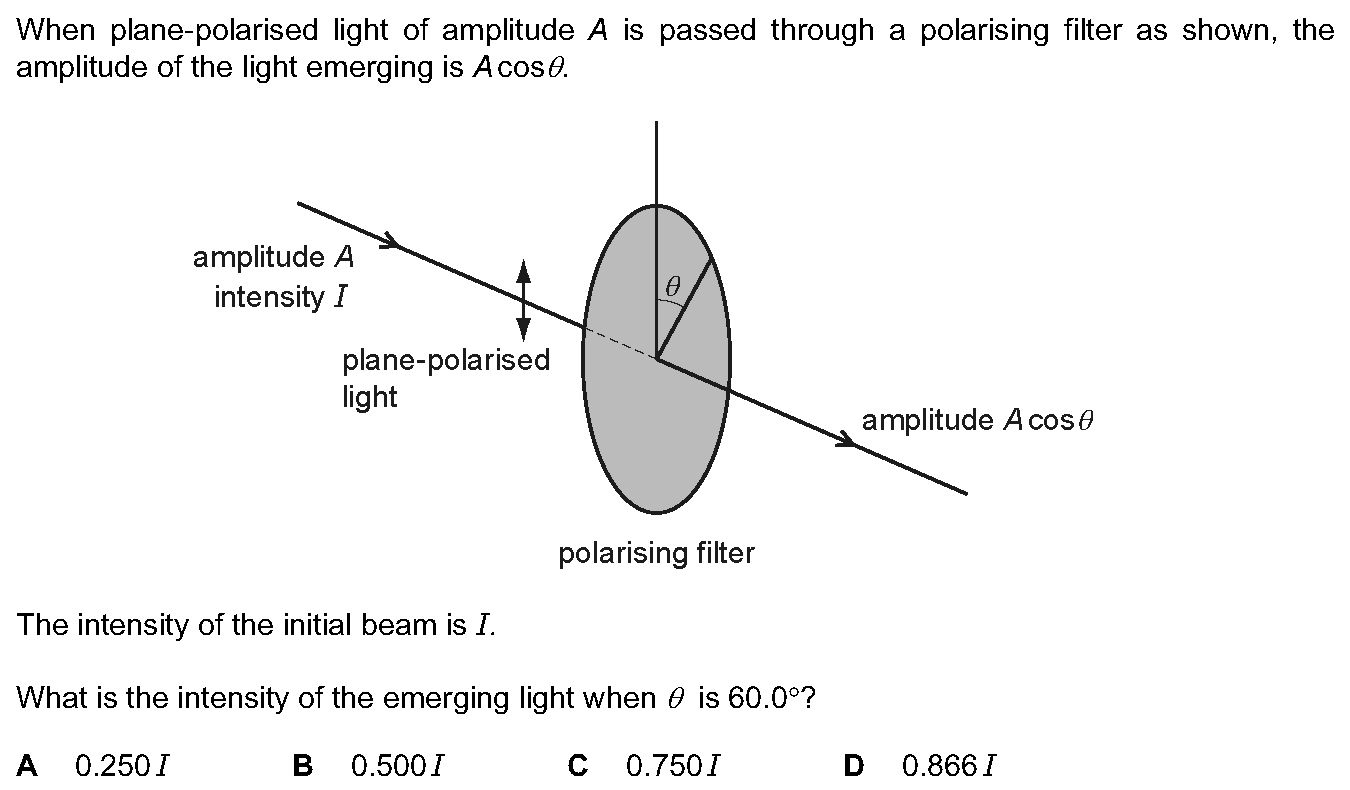 When plane-polarised light of amplitude A is passed through a polarising filter as shown, the
amplitude of the light emerging is A cos θ.
amplitude A
intensity I
θ
plane-polarised
light
amplitude A cos θ
polarising filter
The intensity of the initial beam is I.
What is the intensity of the emerging light when θ is 60.0°?
A 0.250 I B 0.500 I C 0.750 I D 0.866 I